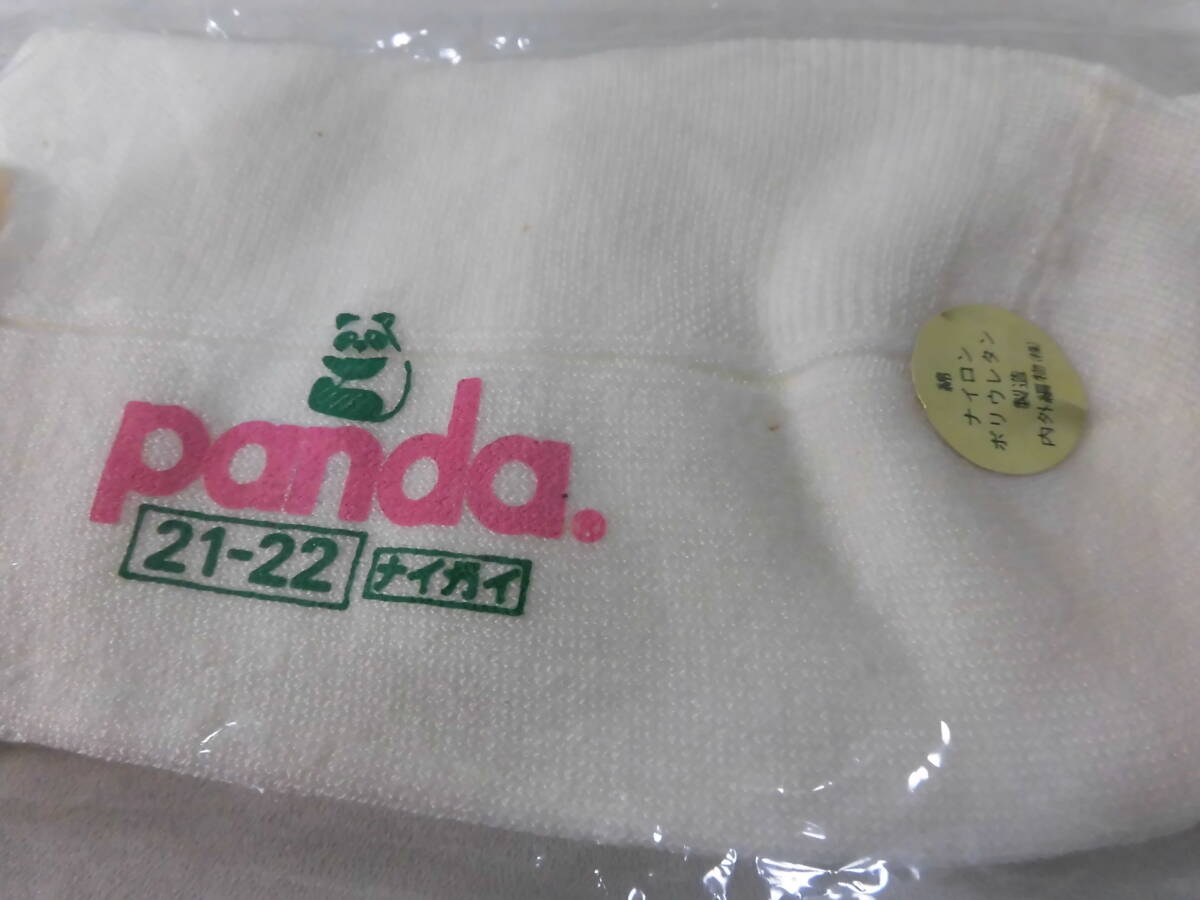 panda.
21-22
ナイガイ
綿
ナイロン
ポリウレタン
製造
内外編物(株)